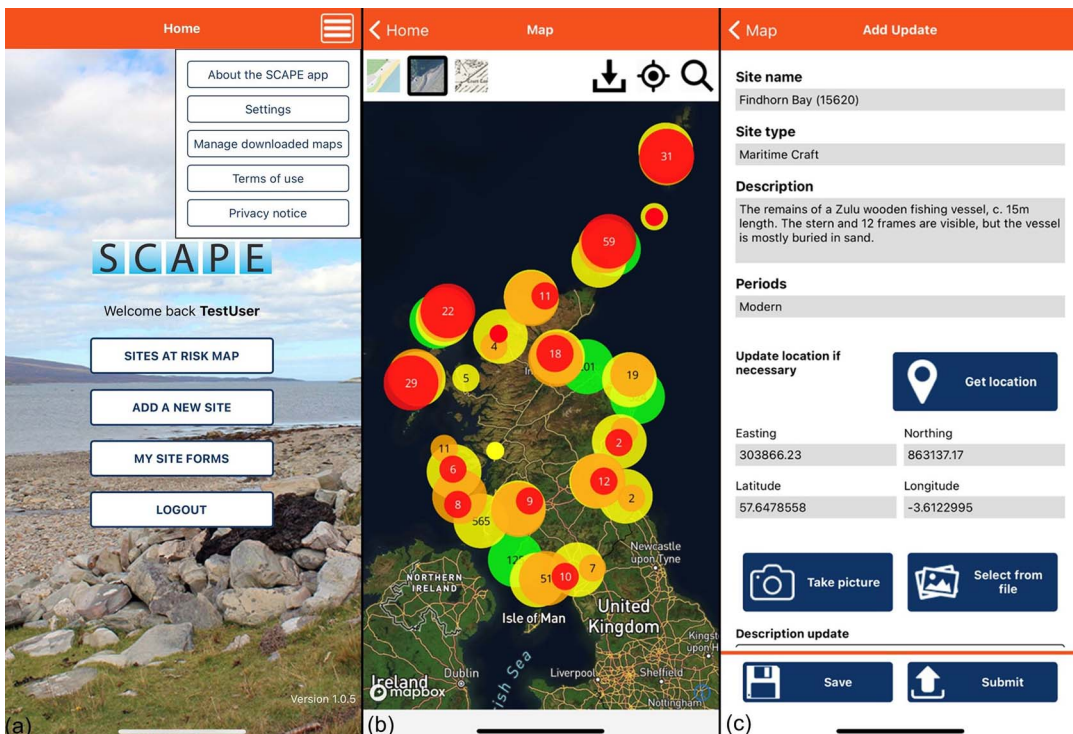 Home
About the SCAPE app
Settings
Manage downloaded maps
Terms of use
Privacy notice
SCAPE
Welcome back TestUser
SITES AT RISK MAP
ADD A NEW SITE
MY SITE FORMS
LOGOUT
Version 1.0.5
(a)
Home
Map
31
59
11
22
4
18
01
19
29
5
11
2
6
12
8
9
2
565
12
7
51
10
Newcastle
upon Tyne
NORTHERN
IRELAND
Isle of Man
United
Kingdom
Kingst
upon H
Dublin
Irish Sea
Liverpool
Sheffield
Ireland
mapbox
Nottingham
(b)
Map
Add Update
Site name
Findhorn Bay (15620)
Site type
Maritime Craft
Description
The remains of a Zulu wooden fishing vessel, c. 15m
length. The stern and 12 frames are visible, but the vessel
is mostly buried in sand.
Periods
Modern
Update location if
necessary
Get location
Easting
Northing
303866.23
863137.17
Latitude
Longitude
57.6478558
-3.6122995
Take picture
Select from
file
Description update
Save
Submit
(c)